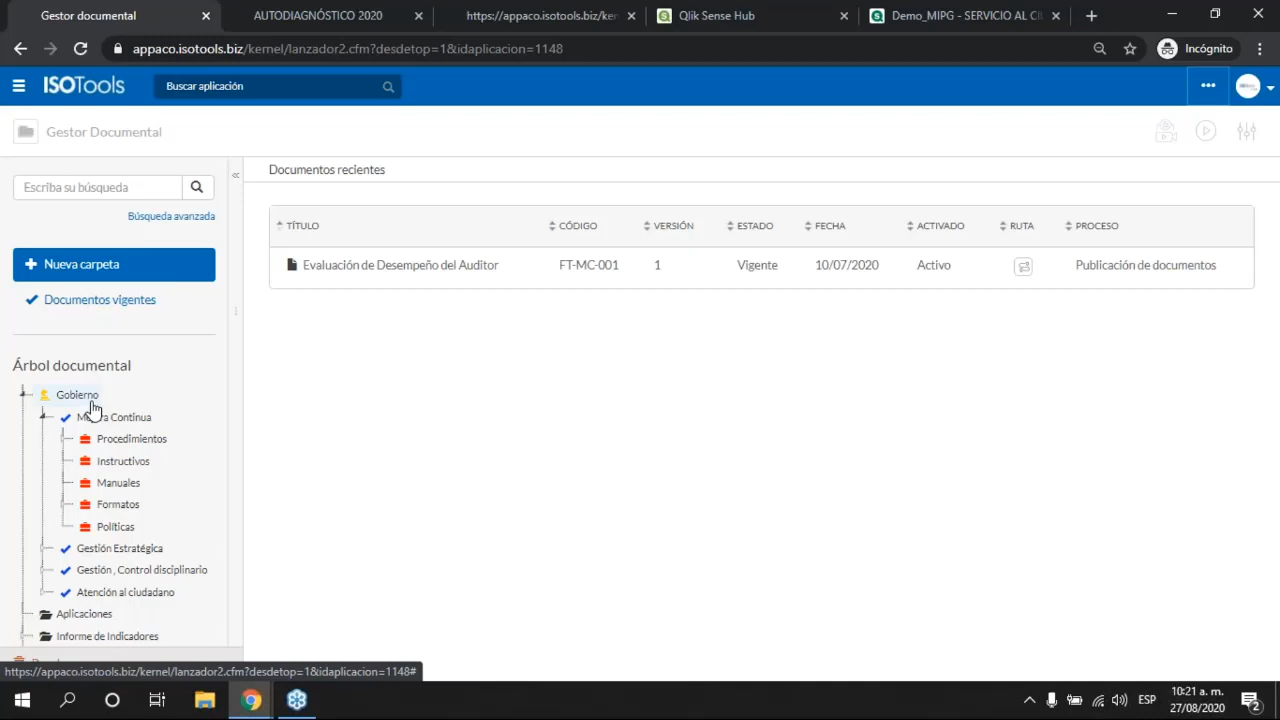 Gestor documental
AUTODIAGNÓSTICO 2020
https://appaco.isotools.biz/ker
Qlik Sense Hub
Demo_MIPG - SERVICIO AL CI
appaco.isotools.biz/kernel/lanzador2.cfm?desdetop=1&idaplicacion=1148
Incógnito
ISOTools
Buscar aplicación
Gestor Documental
Escriba su búsqueda
Búsqueda avanzada
Nueva carpeta
Documentos vigentes
Árbol documental
Gobierno
Continua
Procedimientos
Instructivos
Manuales
Formatos
Políticas
Gestión Estratégica
Gestión , Control disciplinario
Atención al ciudadano
Aplicaciones
Informe de Indicadores
Documentos recientes
TÍTULO CÓDIGO VERSIÓN ESTADO FECHA ACTIVADO RUTA PROCESO
Evaluación de Desempeño del Auditor FT-MC-001 1 Vigente 10/07/2020 Activo Publicación de documentos
https://appaco.isotools.biz/kernel/lanzador2.cfm?desdetop=1&idaplicacion=1148#
ESP
10:21 a. m.
27/08/2020
2